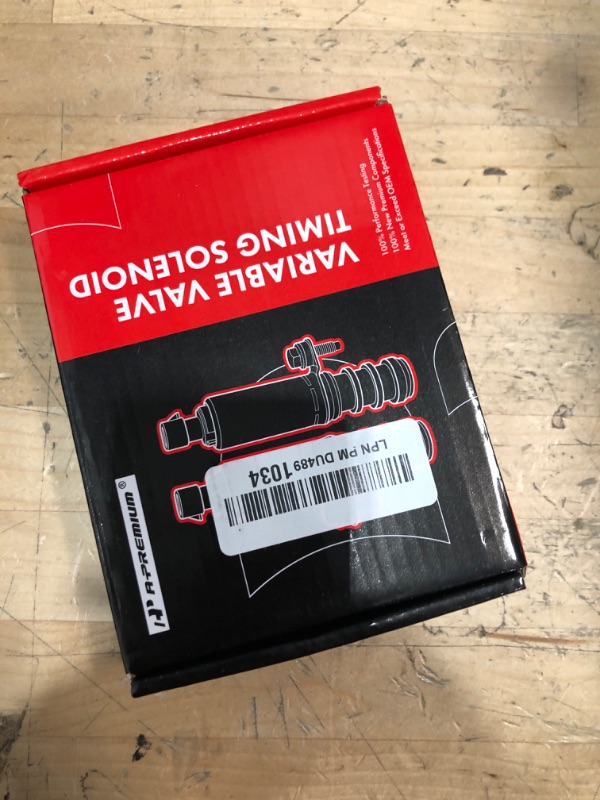 VARIABLE VALVE
TIMING SOLENOID
100% Performance Testing
100% New Premium Components
Meet or Exceed OEM Specifications
LPN PM DU489 1034
A-PREMIUM®